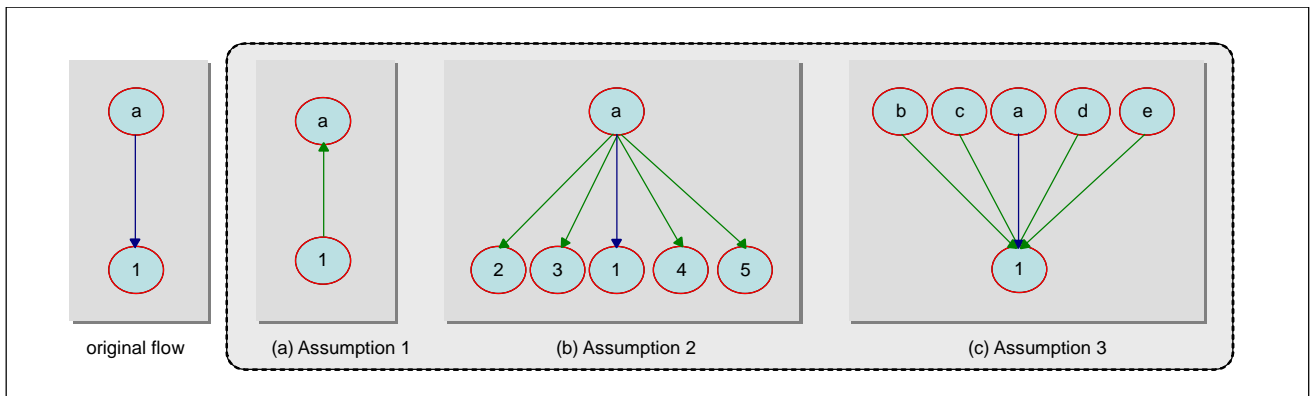 a
1
original flow
a
1
(a) Assumption 1
a
2 3 1 4 5
(b) Assumption 2
b c a d e
1
(c) Assumption 3